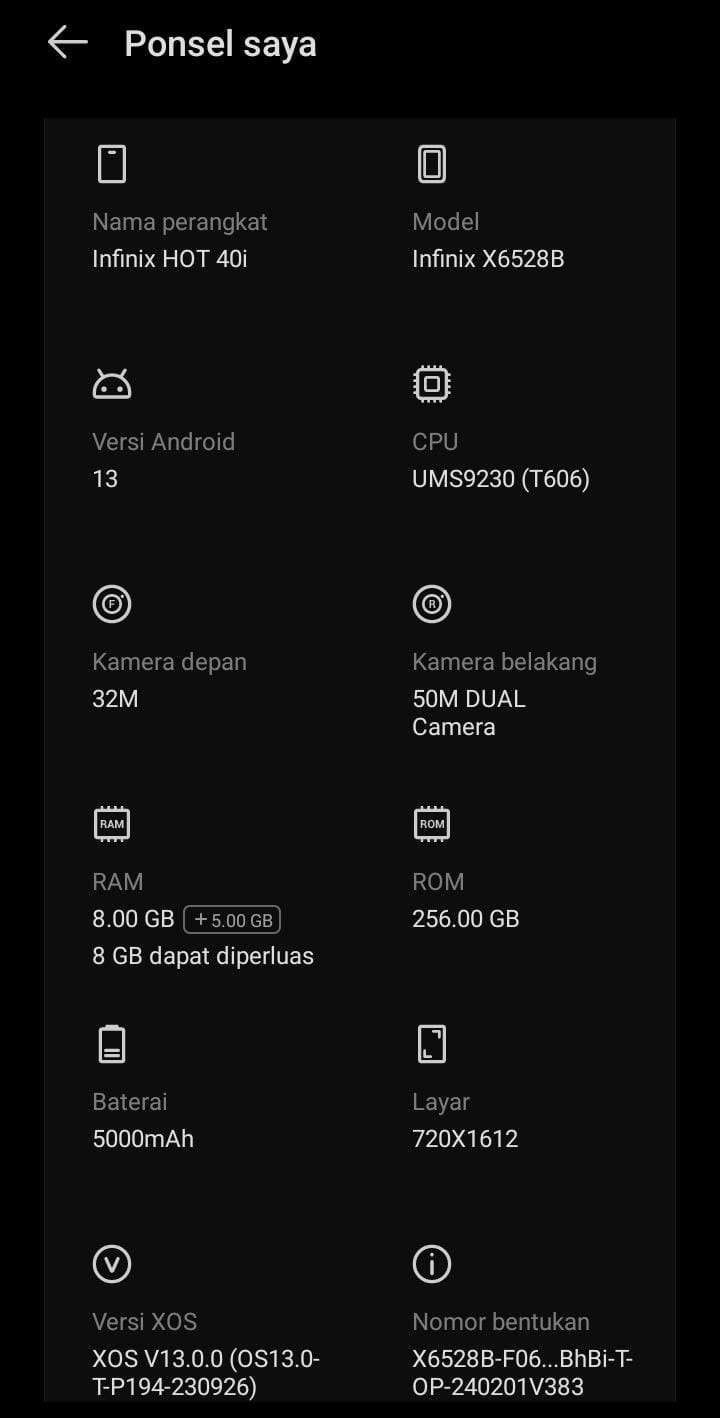 Ponsel saya
Nama perangkat
Infinix HOT 40i
Model
Infinix X6528B
Versi Android
13
CPU
UMS9230 (T606)
F
Kamera depan
32M
R
Kamera belakang
50M DUAL
Camera
RAM
RAM
8.00 GB + 5.00 GB
8 GB dapat diperluas
ROM
ROM
256.00 GB
Baterai
5000mAh
Layar
720X1612
V
Versi XOS
XOS V13.0.0 (OS13.0-
T-P194-230926)
Nomor bentukan
X6528B-F06...BhBi-T-
OP-240201V383